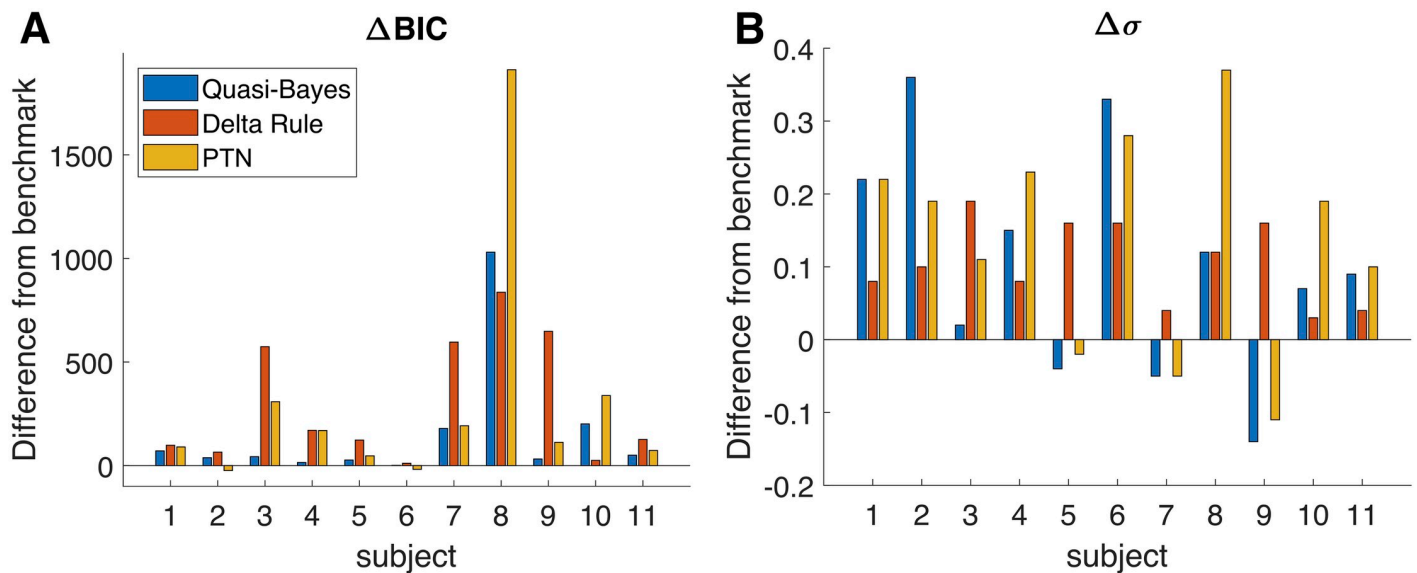 A
ΔBIC
Difference from benchmark
1500
1000
500
0
Quasi-Bayes
Delta Rule
PTN
1 2 3 4 5 6 7 8 9 10 11
subject
B
Δσ
Difference from benchmark
0.4
0.3
0.2
0.1
0
-0.1
-0.2
1 2 3 4 5 6 7 8 9 10 11
subject